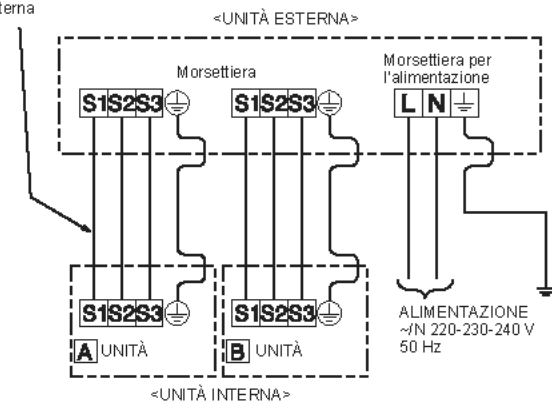 terna
<UNITÀ ESTERNA>
Morsettiera
Morsettiera per
l'alimentazione
S1 S2 S3
S1 S2 S3
L N
S1 S2 S3
S1 S2 S3
A UNITÀ
B UNITÀ
ALIMENTAZIONE
~/N 220-230-240 V
50 Hz
<UNITÀ INTERNA>